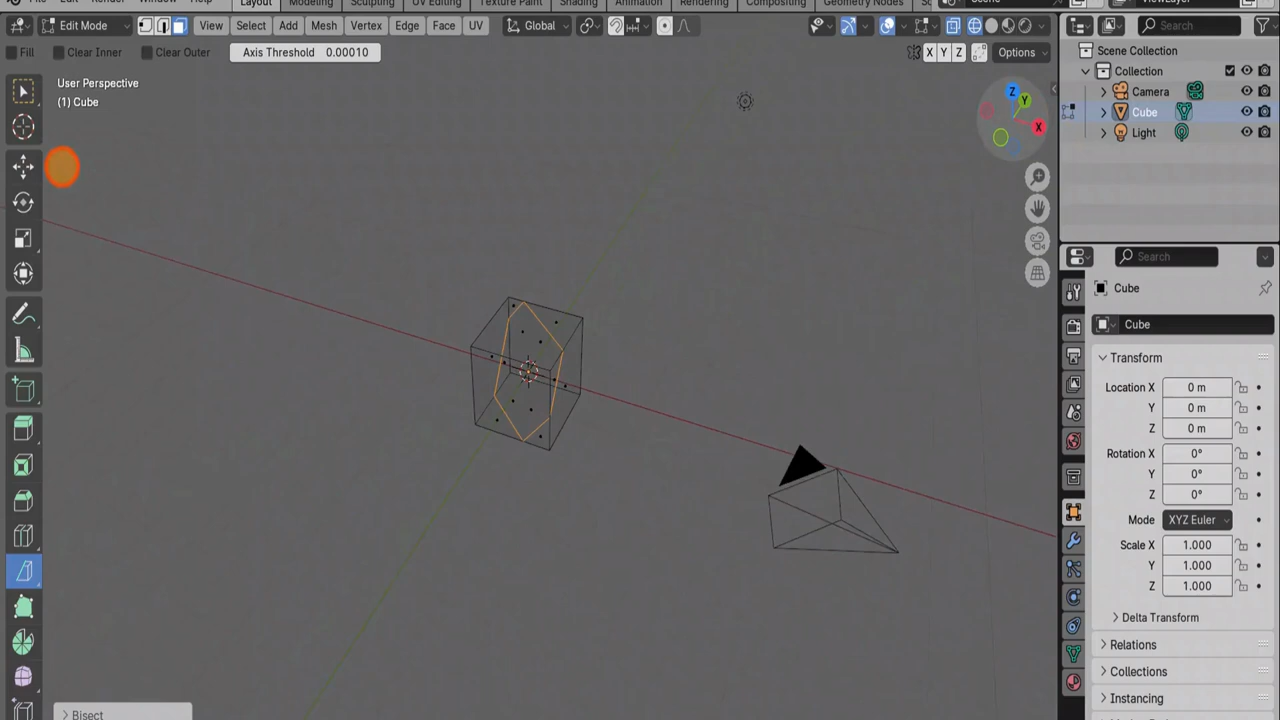 Layout Modeling Sculpting UV Editing Texture Paint Shading Animation Rendering Compositing Geometry Nodes
Edit Mode View Select Add Mesh Vertex Edge Face UV Global Search
Fill Clear Inner Clear Outer Axis Threshold 0.00010 X Y Z Options
User Perspective
(1) Cube
Z
Y
X
Scene Collection
Collection
Camera
Cube
Light
Search
Cube
Cube
Transform
Location X 0 m
Y 0 m
Z 0 m
Rotation X 0°
Y 0°
Z 0°
Mode XYZ Euler
Scale X 1.000
Y 1.000
Z 1.000
Delta Transform
Relations
Collections
Instancing
Bisect